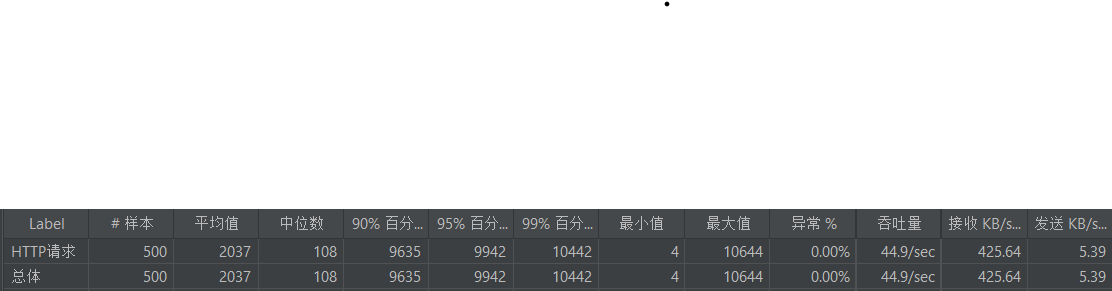 Label # 样本 平均值 中位数 90% 百分... 95% 百分... 99% 百分... 最小值 最大值 异常 % 吞吐量 接收 KB/s... 发送 KB/s...
HTTP请求 500 2037 108 9635 9942 10442 4 10644 0.00% 44.9/sec 425.64 5.39
总体 500 2037 108 9635 9942 10442 4 10644 0.00% 44.9/sec 425.64 5.39